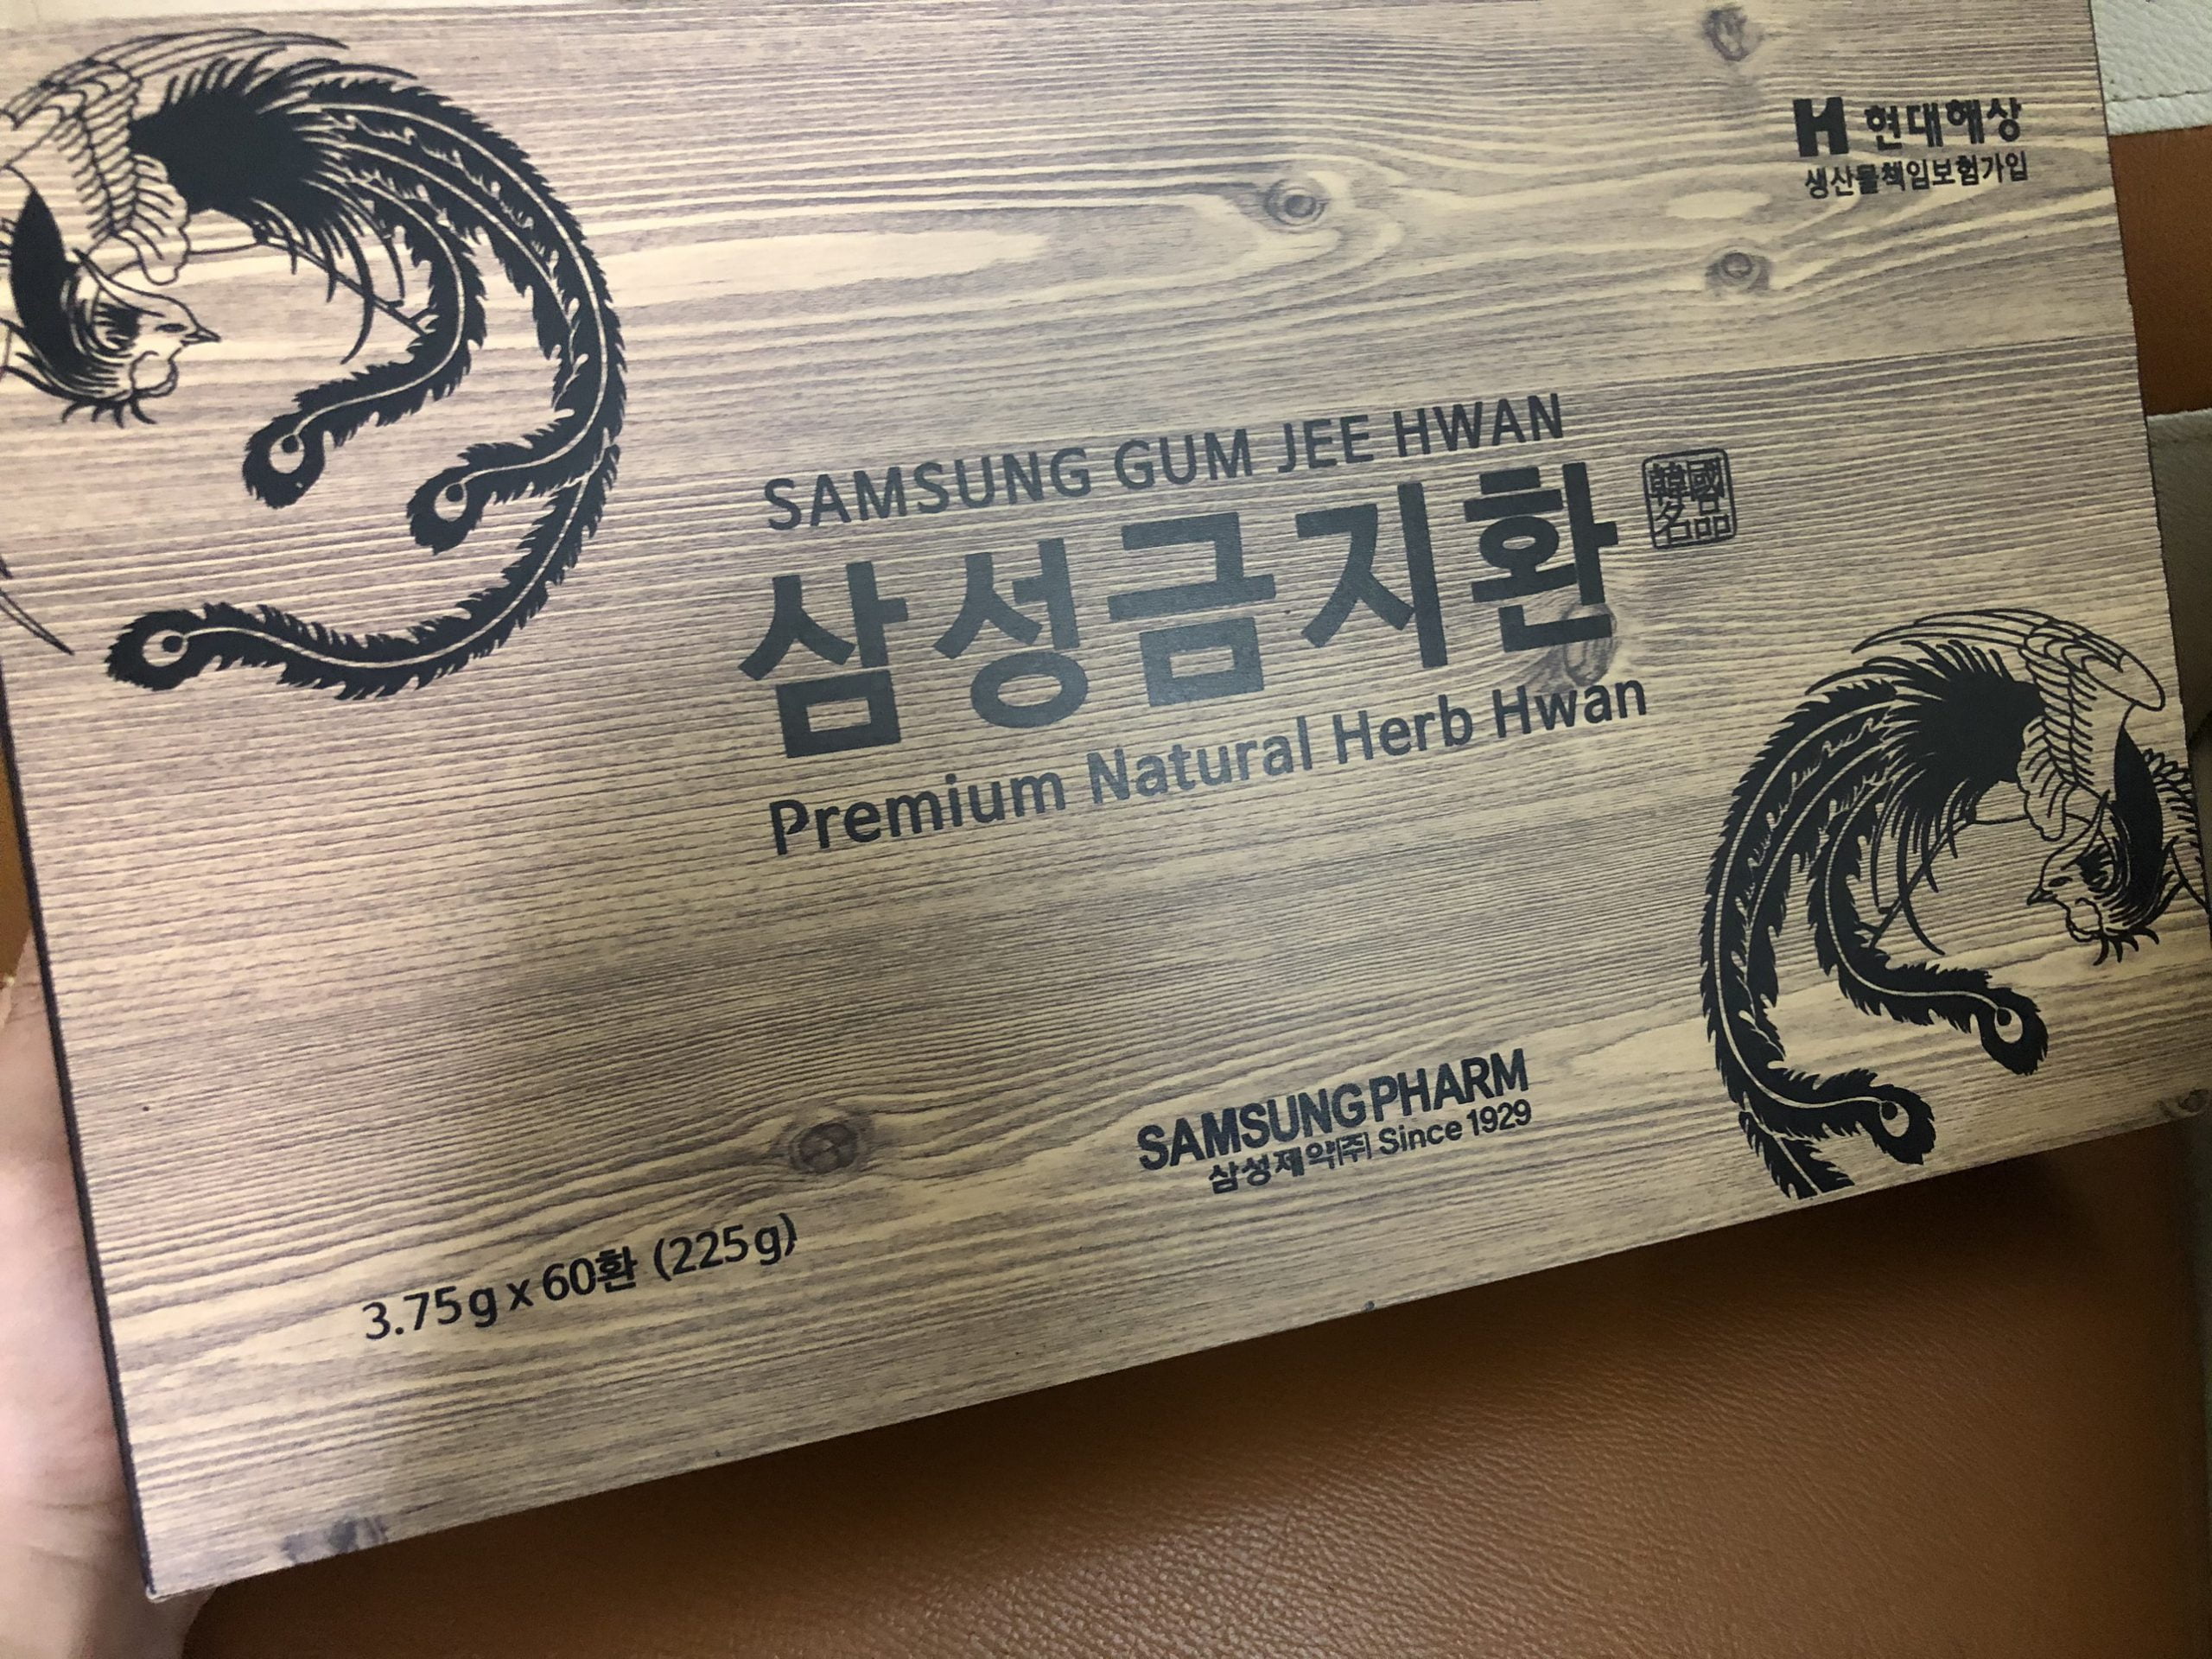 H 현대해상
생산물책임보험가입
SAMSUNG GUM JEE HWAN
삼성금지환
韓國
名品
Premium Natural Herb Hwan
SAMSUNG PHARM
삼성제약(주) Since 1929
3.75g x 60환 (225g)